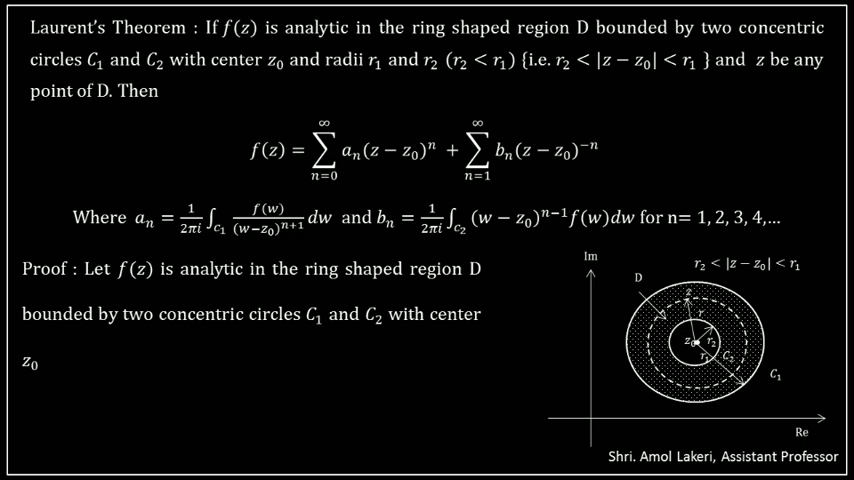 Laurent's Theorem : If f(z) is analytic in the ring shaped region D bounded by two concentric
circles C₁ and C₂ with center z₀ and radii r₁ and r₂ (r₂ < r₁) {i.e. r₂ < |z − z₀| < r₁ } and z be any
point of D. Then
f(z) = ∑_{n=0}^{∞} aₙ(z − z₀)ⁿ + ∑_{n=1}^{∞} bₙ(z − z₀)⁻ⁿ
Where aₙ = 1/2πi ∫_{C₁} f(w)/(w−z₀)ⁿ⁺¹ dw and bₙ = 1/2πi ∫_{C₂} (w − z₀)ⁿ⁻¹f(w)dw for n= 1, 2, 3, 4,...
Proof : Let f(z) is analytic in the ring shaped region D
bounded by two concentric circles C₁ and C₂ with center
z₀
Im
r₂ < |z − z₀| < r₁
D
z
r
z₀
r₂
r₁
C₂
C₁
Re
Shri. Amol Lakeri, Assistant Professor